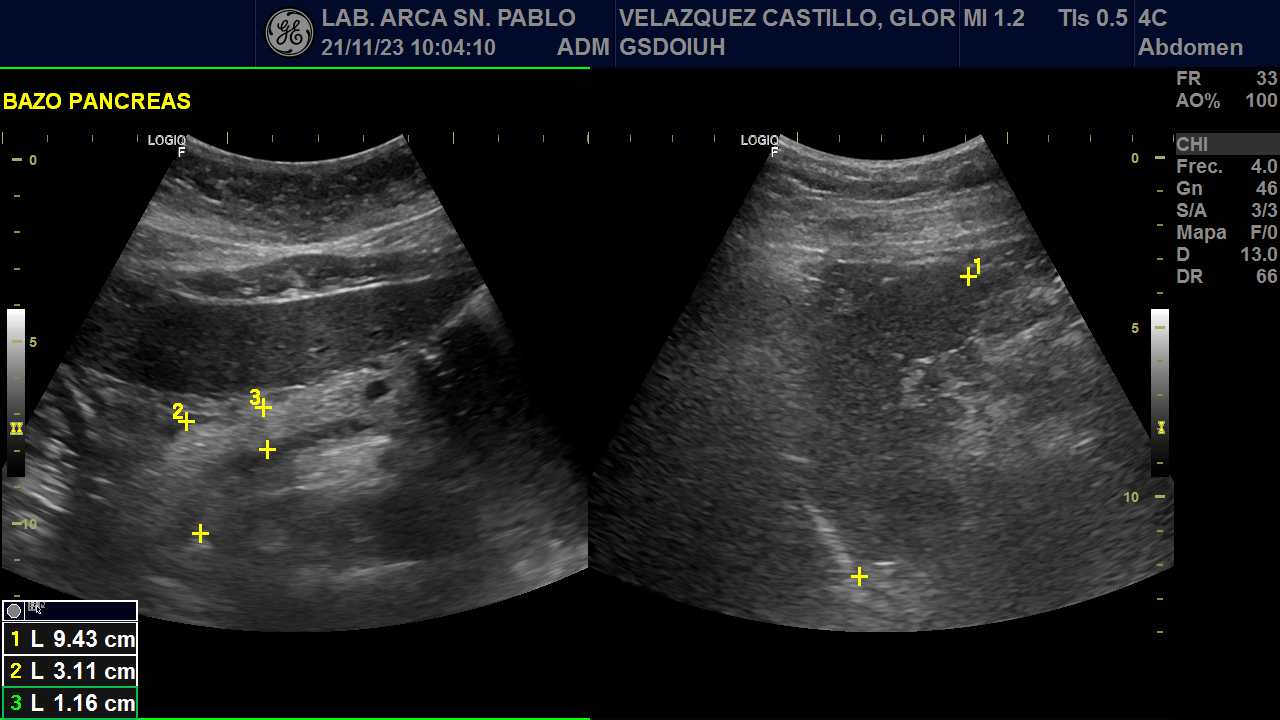 LAB. ARCA SN. PABLO
21/11/23 10:04:10 ADM
VELAZQUEZ CASTILLO, GLOR
GSDOIUH
MI 1.2 TIs 0.5
4C
Abdomen
BAZO PANCREAS
FR 33
AO% 100
CHI
Frec. 4.0
Gn 46
S/A 3/3
Mapa F/0
D 13.0
DR 66
LOGIQ
F
0
5
10
2
3
LOGIQ
F
0
5
10
1
1 L 9.43 cm
2 L 3.11 cm
3 L 1.16 cm